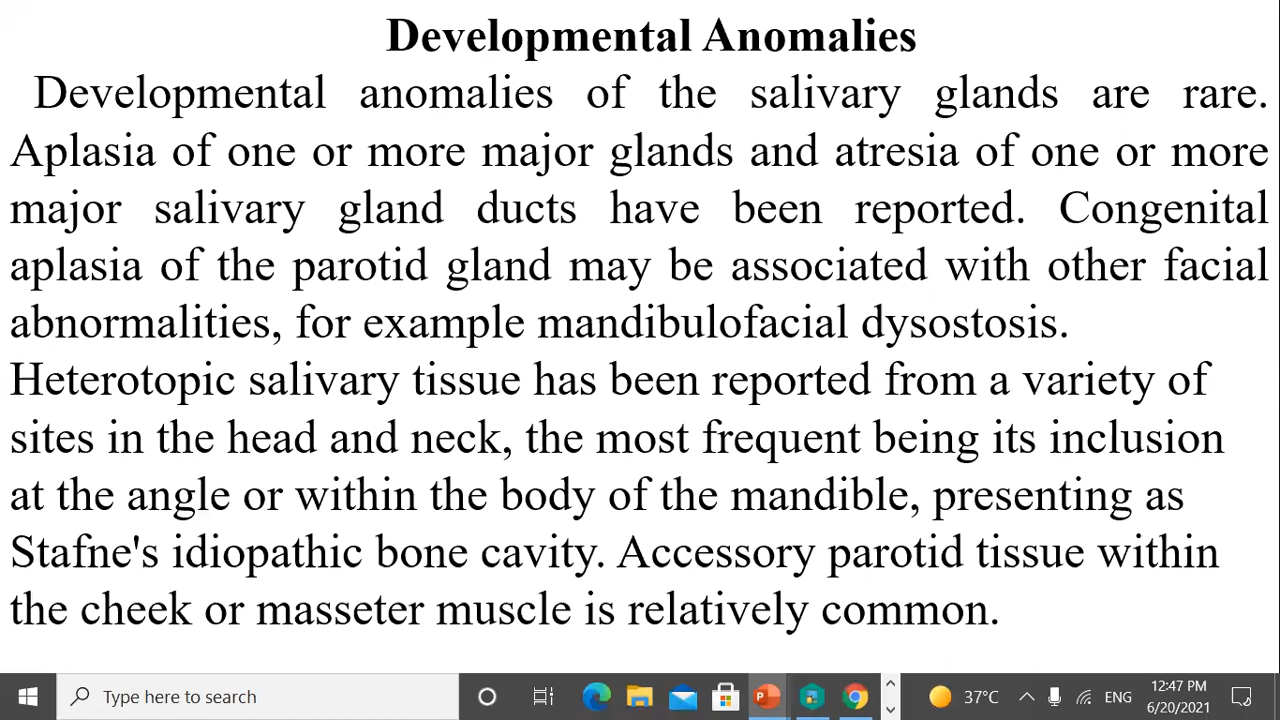 Developmental Anomalies
Developmental anomalies of the salivary glands are rare.
Aplasia of one or more major glands and atresia of one or more
major salivary gland ducts have been reported. Congenital
aplasia of the parotid gland may be associated with other facial
abnormalities, for example mandibulofacial dysostosis.
Heterotopic salivary tissue has been reported from a variety of
sites in the head and neck, the most frequent being its inclusion
at the angle or within the body of the mandible, presenting as
Stafne's idiopathic bone cavity. Accessory parotid tissue within
the cheek or masseter muscle is relatively common.
Type here to search
37°C
ENG
12:47 PM
6/20/2021